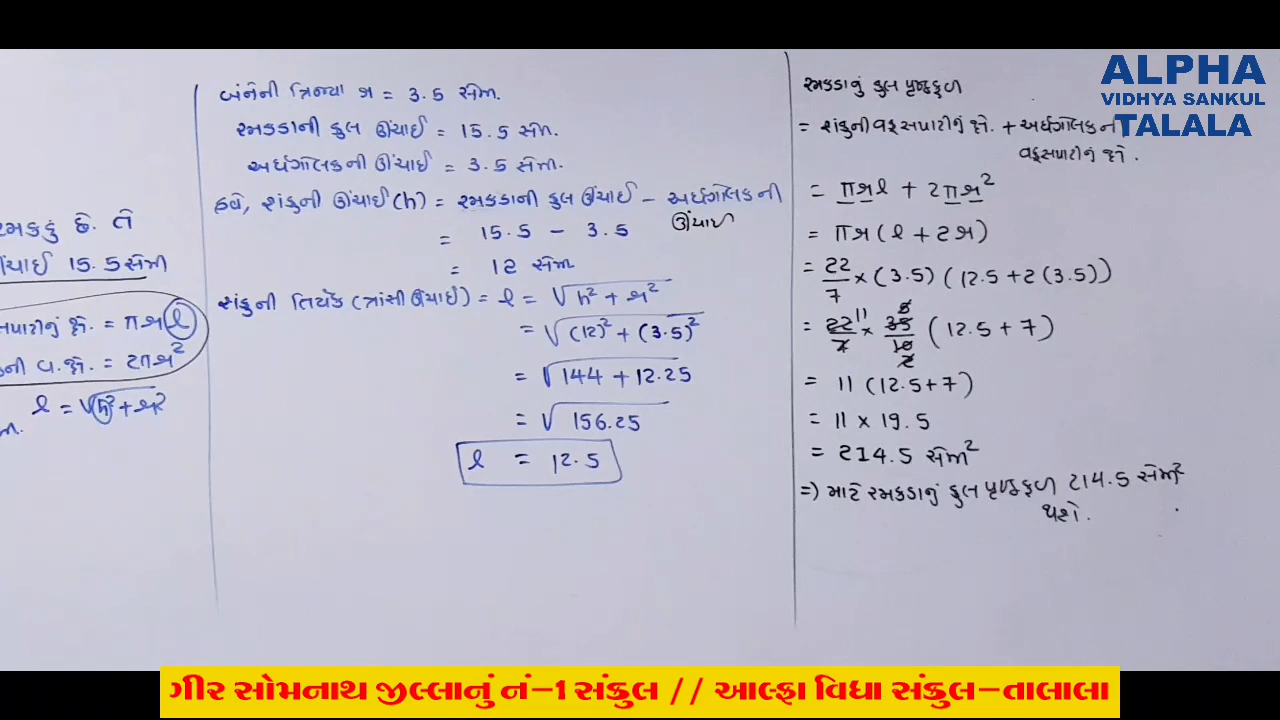 ALPHA
VIDHYA SANKUL
TALALA
રમકડું છે. તે
ઊંચાઈ 15.5 સેમી
સપાટીનું ક્ષે. = πrl
ની વ.ક્ષે. = 2πr²
l = √h² + r²
બંનેની ત્રિજ્યા r = 3.5 સેમી.
રમકડાની કુલ ઊંચાઈ = 15.5 સેમી.
અર્ધગોલકની ઊંચાઈ = 3.5 સેમી.
હવે, શંકુની ઊંચાઈ (h) = રમકડાની કુલ ઊંચાઈ - અર્ધગોલકની
ઊંચાઈ
= 15.5 - 3.5
= 12 સેમી
શંકુની તિર્યક (ત્રાંસી ઊંચાઈ) = l = √h² + r²
= √(12)² + (3.5)²
= √144 + 12.25
= √156.25
l = 12.5
રમકડાનું કુલ પૃષ્ઠફળ
= શંકુની વક્રસપાટીનું ક્ષે. + અર્ધગોલકની
વક્રસપાટીનું ક્ષે.
= πrl + 2πr²
= πr(l + 2r)
= 22/7 × (3.5) (12.5 + 2(3.5))
= 22/7 11 × 35/10 5/2 (12.5 + 7)
= 11 (12.5 + 7)
= 11 × 19.5
= 214.5 સેમી²
=> માટે રમકડાનું કુલ પૃષ્ઠફળ 214.5 સેમી²
થશે.
ગીર સોમનાથ જીલ્લાનું નં-1 સંકુલ // આલ્ફા વિધા સંકુલ-તાલાલા